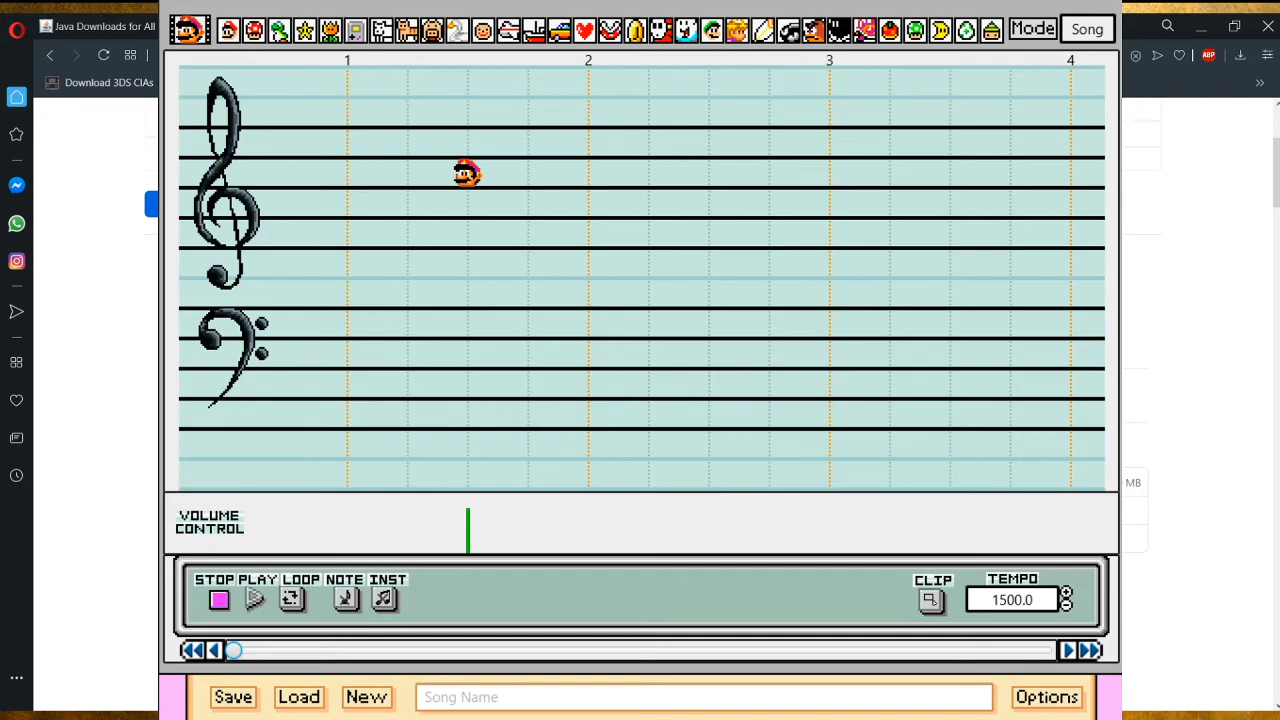 Java Downloads for All
Mode
Song
Download 3DS CIAs
ABP
»
1 2 3 4
MB
VOLUME
CONTROL
STOP PLAY LOOP NOTE INST
CLIP
TEMPO
1500.0
Save
Load
New
Song Name
Options